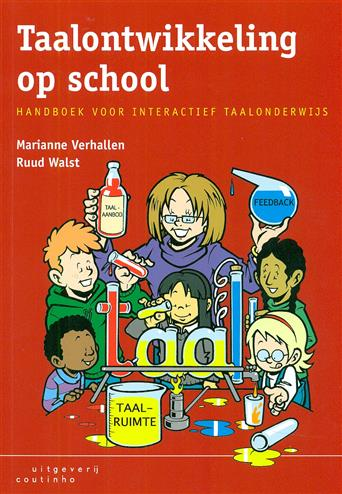 Taalontwikkeling
op school
HANDBOEK VOOR INTERACTIEF TAALONDERWIJS
Marianne Verhallen
Ruud Walst
TAAL-
AANBOD
FEEDBACK
taal
TAAL-
RUIMTE
uitgeverij
coutinho